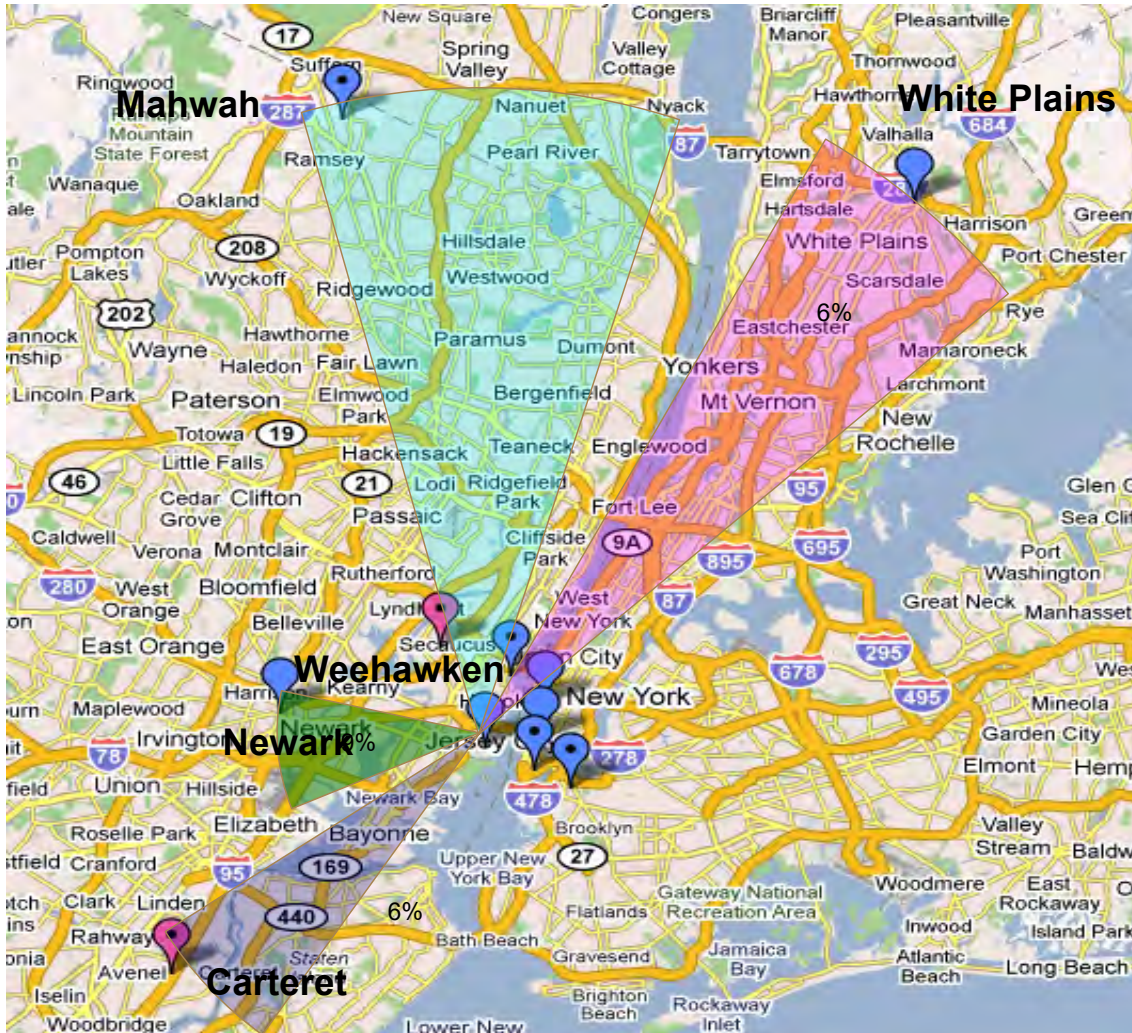 New Square
Congers
Briarcliff
Manor
Pleasantville
17
Spring
Valley
Valley
Cottage
Thornwood
Suffern
Ringwood
Mahwah
287
Nanuet
Nyack
Hawthorne
White Plains
684
Mountain
State Forest
Ramsey
Pearl River
87
Tarrytown
Valhalla
Wanaque
Oakland
Elmsford
Hartsdale
Harrison
Hillsdale
White Plains
Port Chester
Pompton
Lakes
208
Wyckoff
Westwood
Ridgewood
Scarsdale
Rye
202
Hawthorne
Paramus
6%
Eastchester
Wayne
Haledon
Fair Lawn
Dumont
Yonkers
Mamaroneck
Lincoln Park
Paterson
Elmwood
Park
Bergenfield
Mt Vernon
Larchmont
New
Rochelle
Totowa
19
Hackensack
Teaneck
Englewood
Little Falls
46
21
Lodi
Ridgefield
Park
95
Cedar
Grove
Clifton
Passaic
Fort Lee
Caldwell
Verona
Montclair
Cliffside
Park
9A
895
695
Port
Washington
280
West
Orange
Bloomfield
Rutherford
West
New York
87
Great Neck
Manhasset
East Orange
Belleville
Secaucus
295
Weehawken
678
Harrison
Kearny
New York
495
Mineola
Maplewood
Newark
Garden City
78
Irvington
Newark
Jersey
278
Elmont
Union
Hillside
Newark Bay
478
Elizabeth
Bayonne
Brooklyn
Valley
Stream
Roselle Park
Cranford
95
169
Upper New
York Bay
27
Woodmere
East
Rockaway
Clark
Linden
440
6%
Flatlands
Gateway National
Recreation Area
Inwood
Island Park
Rahway
Bath Beach
Gravesend
Jamaica
Bay
Atlantic
Beach
Long Beach
Avenel
Carteret
Staten
Carteret
Iselin
Brighton
Beach
Rockaway
Inlet
Woodbridge
Lower New